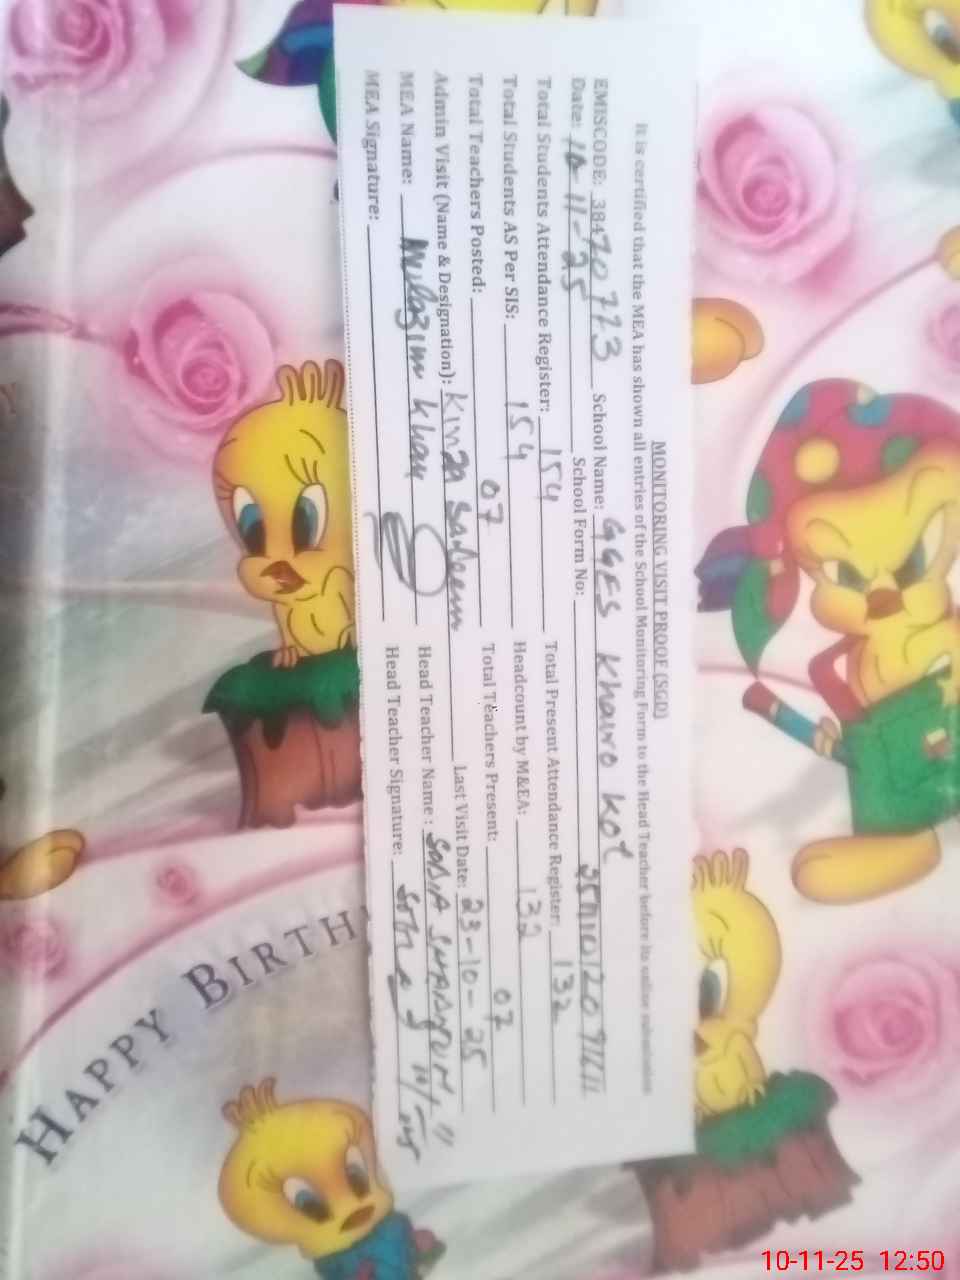 MONITORING VISIT PROOF (SGD)
It is certified that the MEA has shown all entries of the School Monitoring Form to the Head Teacher before its online submission
EMISCODE: 38470773 School Name: GGES Khairo Kot
Date: 10-11-25 School Form No:
Total Students Attendance Register: 154 Total Present Attendance Register: 132
Total Students AS Per SIS: 154 Headcount by M&EA: 132
Total Teachers Posted: 07 Total Teachers Present: 07
Admin Visit (Name & Designation): Kinza Saleem Last Visit Date: 23-10-25
MEA Name: Mulazim Khan Head Teacher Name: SOBIA SHABNUM
MEA Signature: Head Teacher Signature:
HAPPY BIRTH
10-11-25 12:50